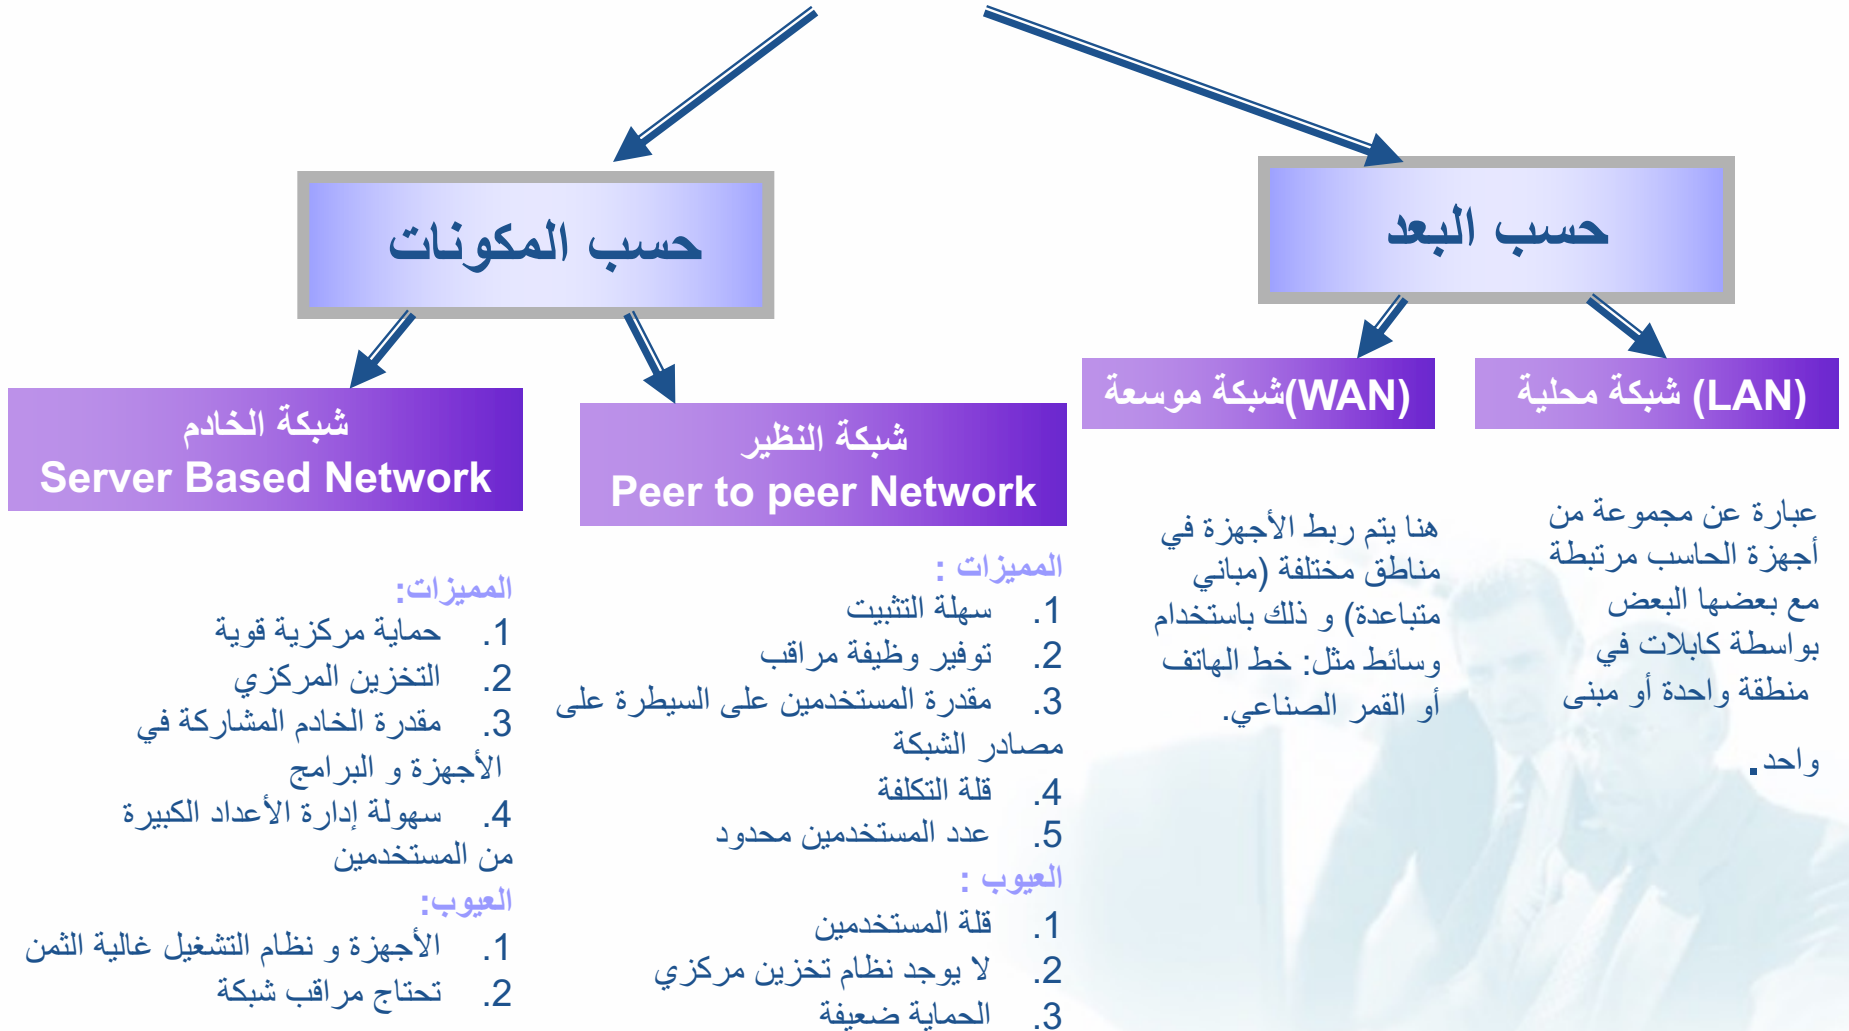 حسب البعد
حسب المكونات
(LAN) شبكة محلية
(WAN)شبكة موسعة
شبكة النظير
Peer to peer Network
شبكة الخادم
Server Based Network
عبارة عن مجموعة من
أجهزة الحاسب مرتبطة
مع بعضها البعض
بواسطة كابلات في
منطقة واحدة أو مبنى
واحد.
هنا يتم ربط الأجهزة في
مناطق مختلفة (مباني
متباعدة) و ذلك باستخدام
وسائط مثل: خط الهاتف
أو القمر الصناعي.
المميزات :
1. سهلة التثبيت
2. توفير وظيفة مراقب
3. مقدرة المستخدمين على السيطرة على
مصادر الشبكة
4. قلة التكلفة
5. عدد المستخدمين محدود
العيوب :
1. قلة المستخدمين
2. لا يوجد نظام تخزين مركزي
3. الحماية ضعيفة
المميزات:
1. حماية مركزية قوية
2. التخزين المركزي
3. مقدرة الخادم المشاركة في
الأجهزة و البرامج
4. سهولة إدارة الأعداد الكبيرة
من المستخدمين
العيوب:
1. الأجهزة و نظام التشغيل غالية الثمن
2. تحتاج مراقب شبكة